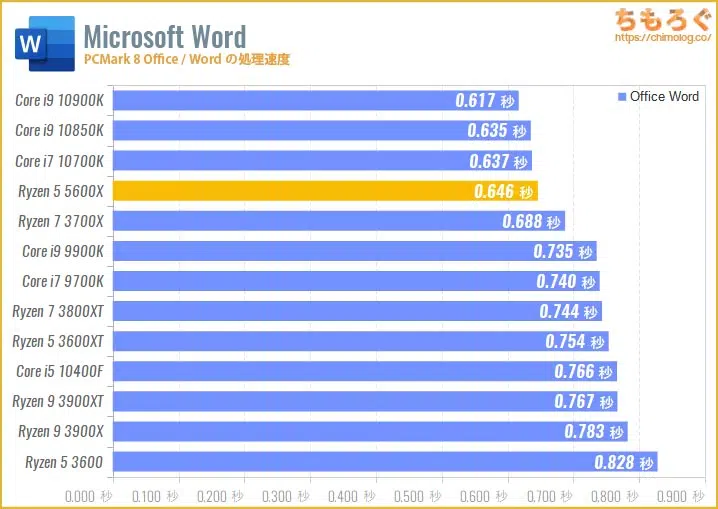 ちもろぐ
https://chimolog.co/
W
Microsoft Word
PCMark 8 Office / Word の処理速度
Office Word
Core i9 10900K 0.617 秒
Core i9 10850K 0.635 秒
Core i7 10700K 0.637 秒
Ryzen 5 5600X 0.646 秒
Ryzen 7 3700X 0.688 秒
Core i9 9900K 0.735 秒
Core i7 9700K 0.740 秒
Ryzen 7 3800XT 0.744 秒
Ryzen 5 3600XT 0.754 秒
Core i5 10400F 0.766 秒
Ryzen 9 3900XT 0.767 秒
Ryzen 9 3900X 0.783 秒
Ryzen 5 3600 0.828 秒
0.000 秒 0.100 秒 0.200 秒 0.300 秒 0.400 秒 0.500 秒 0.600 秒 0.700 秒 0.800 秒 0.900 秒